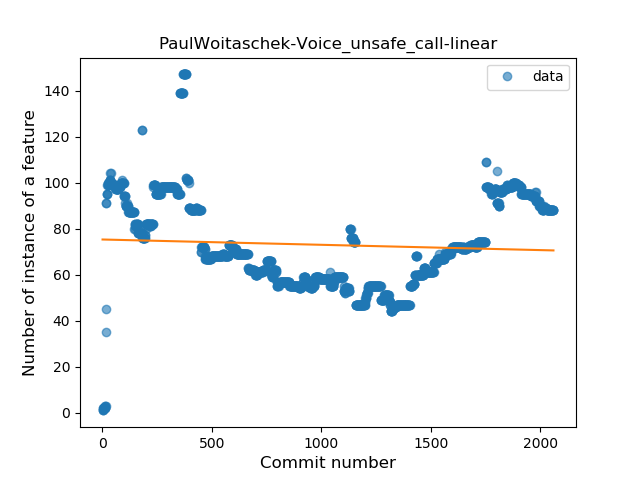 PaulWoitaschek-Voice_unsafe_call-linear
data
Number of instance of a feature
140
120
100
80
60
40
20
0
0 500 1000 1500 2000
Commit number